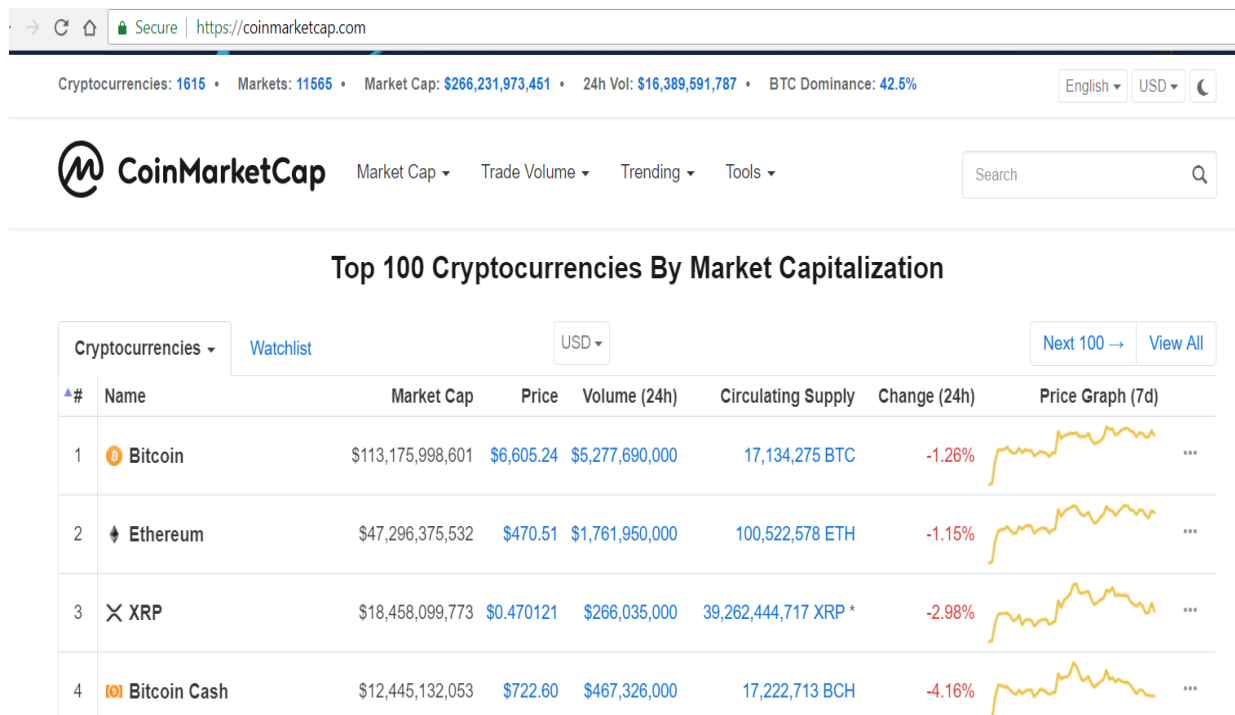 Secure | https://coinmarketcap.com
Cryptocurrencies: 1615 • Markets: 11565 • Market Cap: $266,231,973,451 • 24h Vol: $16,389,591,787 • BTC Dominance: 42.5% English USD
CoinMarketCap Market Cap Trade Volume Trending Tools Search
Top 100 Cryptocurrencies By Market Capitalization
Cryptocurrencies Watchlist USD Next 100 → View All
# Name Market Cap Price Volume (24h) Circulating Supply Change (24h) Price Graph (7d)
1 Bitcoin $113,175,998,601 $6,605.24 $5,277,690,000 17,134,275 BTC -1.26%
2 Ethereum $47,296,375,532 $470.51 $1,761,950,000 100,522,578 ETH -1.15%
3 XRP $18,458,099,773 $0.470121 $266,035,000 39,262,444,717 XRP * -2.98%
4 Bitcoin Cash $12,445,132,053 $722.60 $467,326,000 17,222,713 BCH -4.16%